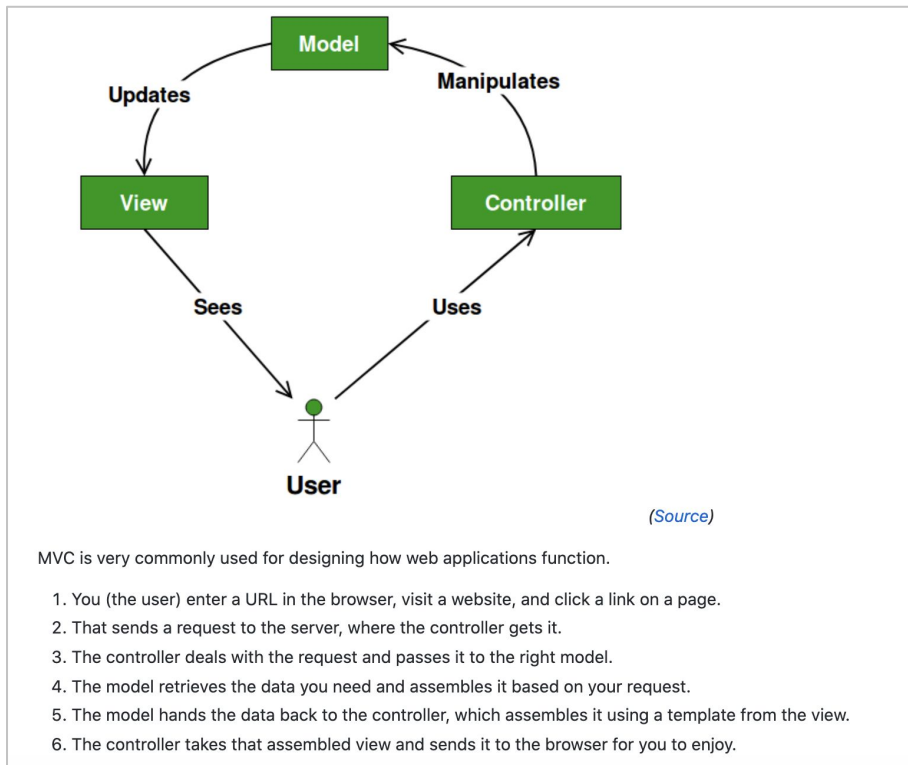 Model
Manipulates
Updates
View
Controller
Sees
Uses
User
(Source)
MVC is very commonly used for designing how web applications function.
1. You (the user) enter a URL in the browser, visit a website, and click a link on a page.
2. That sends a request to the server, where the controller gets it.
3. The controller deals with the request and passes it to the right model.
4. The model retrieves the data you need and assembles it based on your request.
5. The model hands the data back to the controller, which assembles it using a template from the view.
6. The controller takes that assembled view and sends it to the browser for you to enjoy.